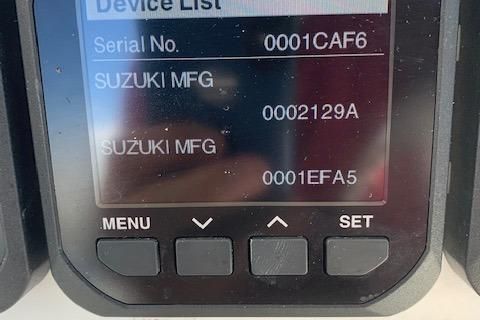 Device List
Serial No. 0001CAF6
SUZUKI MFG
0002129A
SUZUKI MFG
0001EFA5
MENU SET